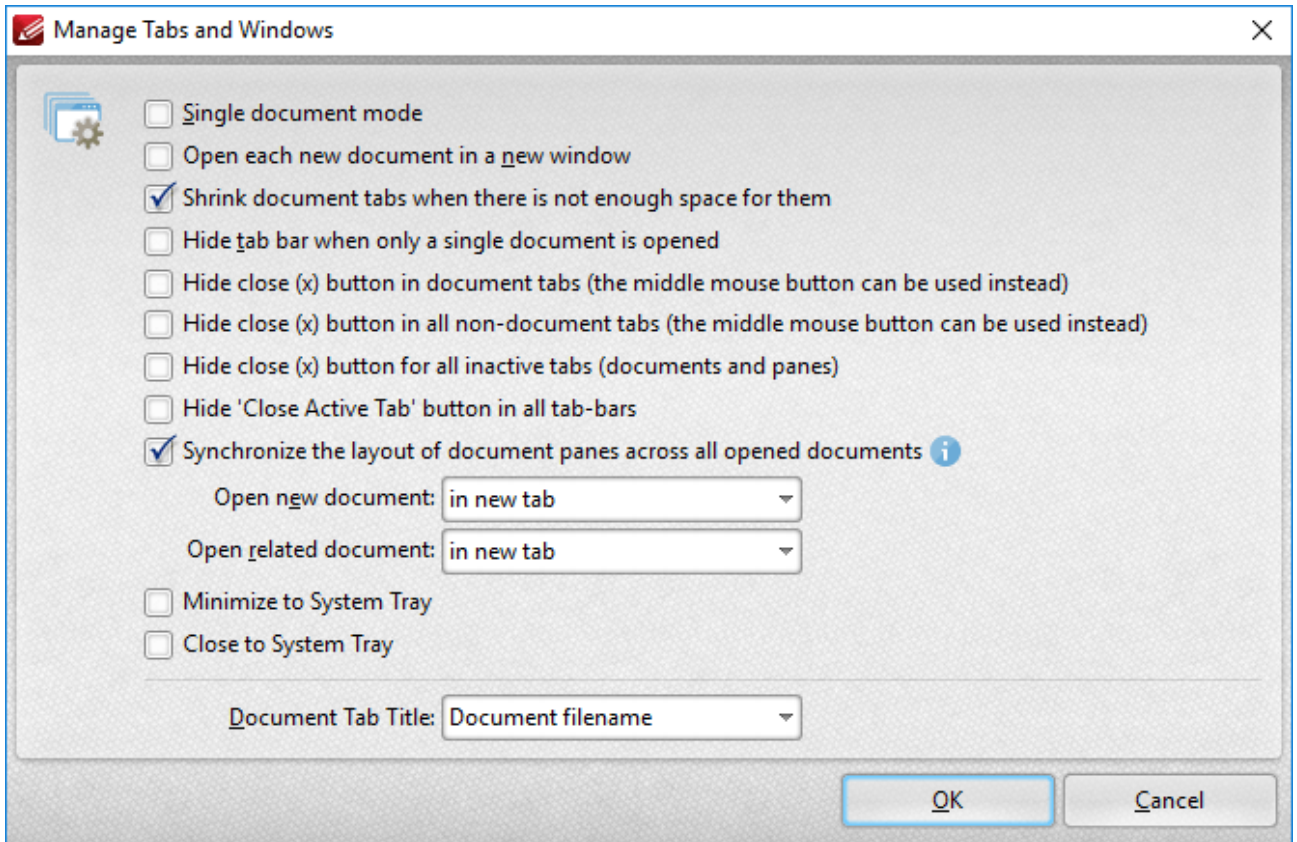 Manage Tabs and Windows
Single document mode
Open each new document in a new window
Shrink document tabs when there is not enough space for them
Hide tab bar when only a single document is opened
Hide close (x) button in document tabs (the middle mouse button can be used instead)
Hide close (x) button in all non-document tabs (the middle mouse button can be used instead)
Hide close (x) button for all inactive tabs (documents and panes)
Hide 'Close Active Tab' button in all tab-bars
Synchronize the layout of document panes across all opened documents i
Open new document: in new tab
Open related document: in new tab
Minimize to System Tray
Close to System Tray
Document Tab Title: Document filename
OK Cancel